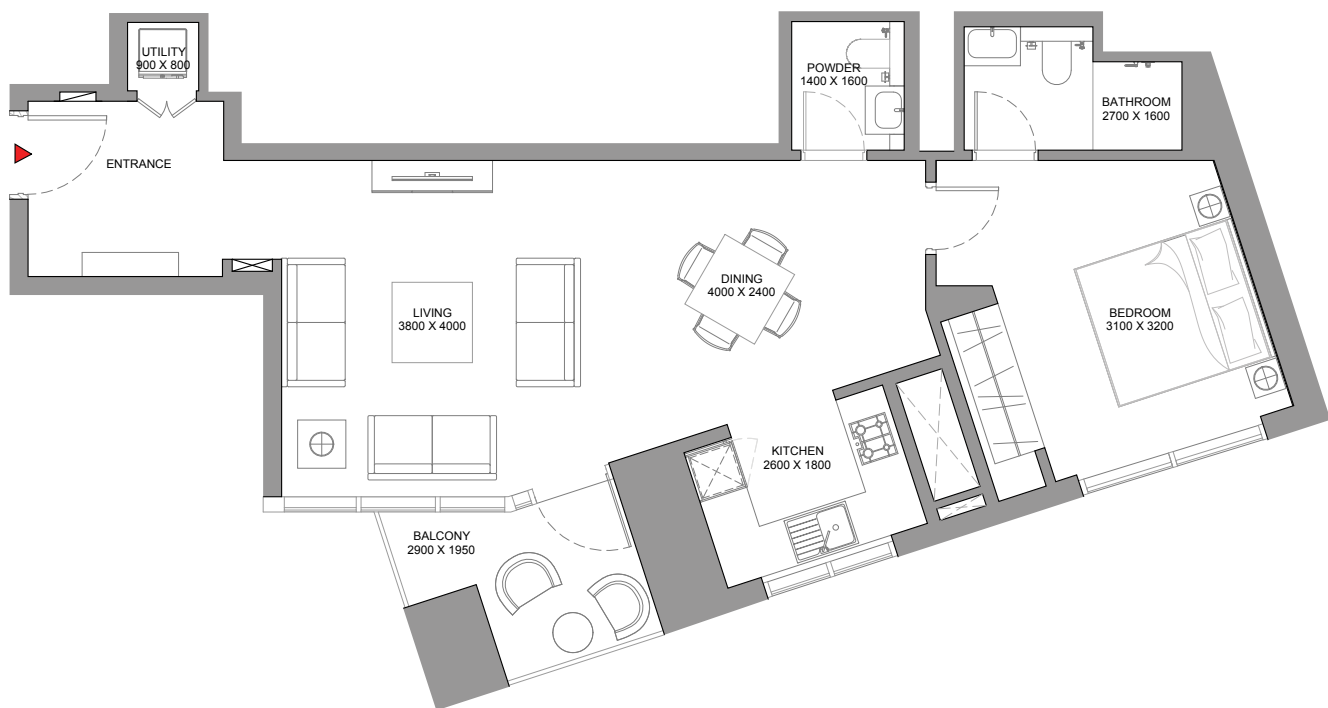 UTILITY
900 X 800
POWDER
1400 X 1600
BATHROOM
2700 X 1600
ENTRANCE
DINING
4000 X 2400
LIVING
3800 X 4000
BEDROOM
3100 X 3200
KITCHEN
2600 X 1800
BALCONY
2900 X 1950